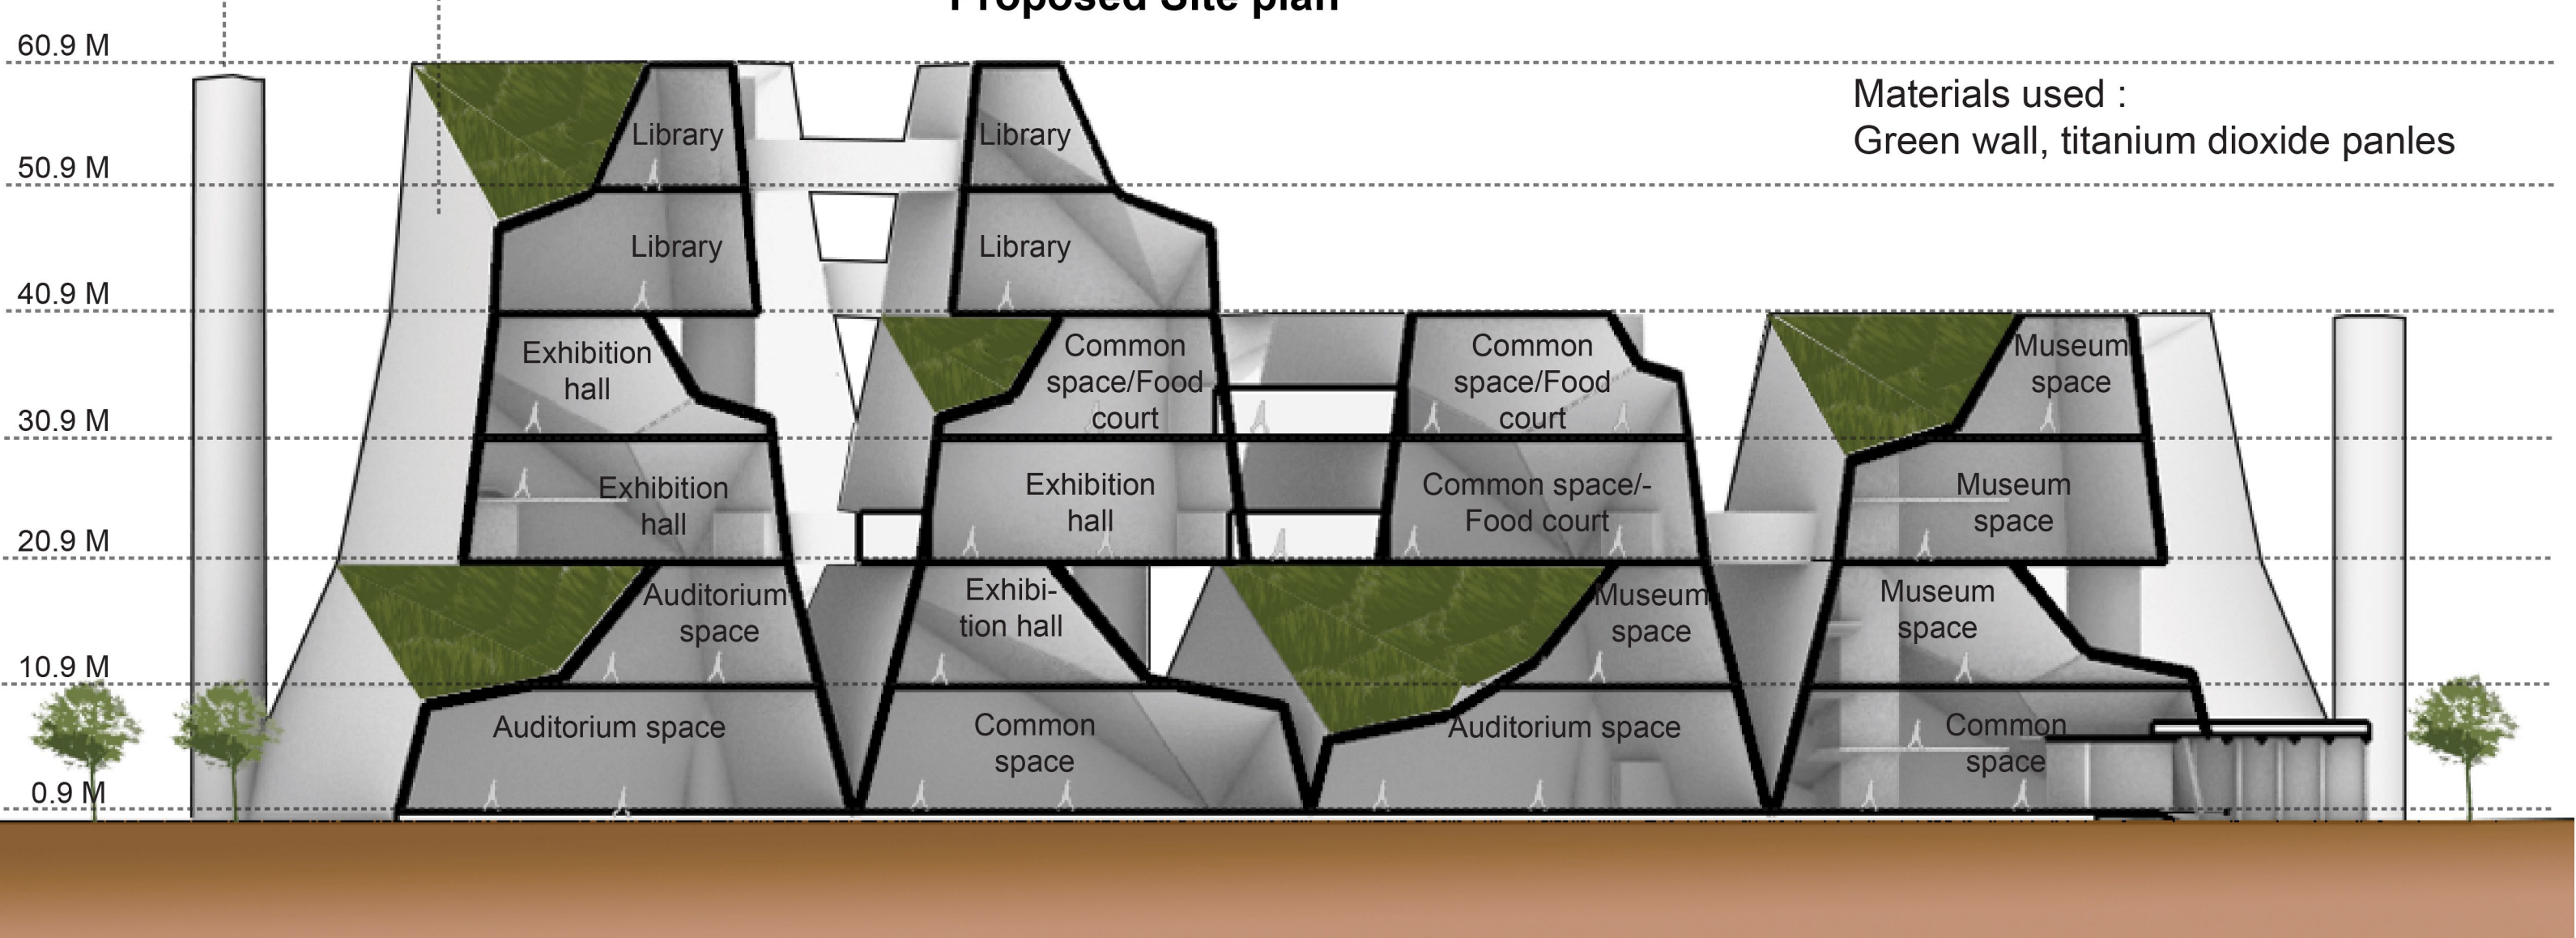 Proposed Site plan
60.9 M
Materials used :
Green wall, titanium dioxide panles
Library
Library
50.9 M
Library
Library
40.9 M
Exhibition
hall
Common
space/Food
court
Common
space/Food
court
Museum
space
30.9 M
Exhibition
hall
Exhibition
hall
Common space/-
Food court
Museum
space
20.9 M
Auditorium
space
Exhibi-
tion hall
Museum
space
Museum
space
10.9 M
Auditorium space
Common
space
Auditorium space
Common
space
0.9 M